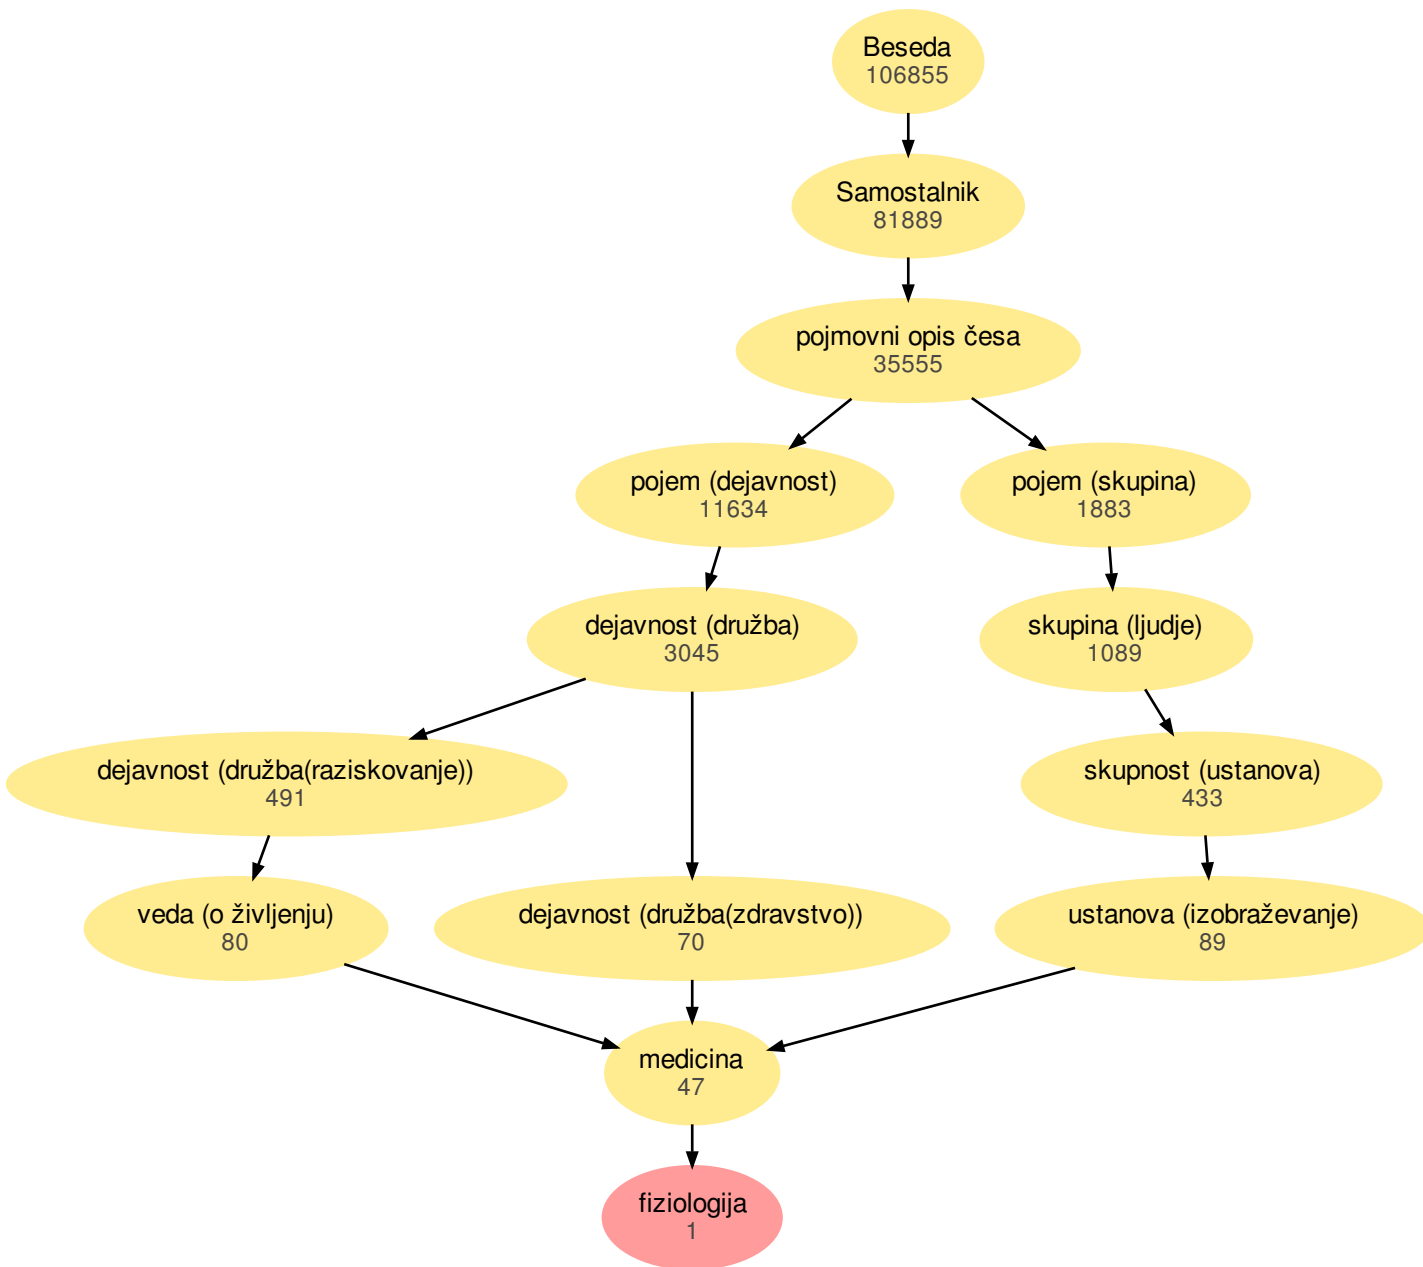 Beseda
106855
Samostalnik
81889
pojmovni opis česa
35555
pojem (dejavnost)
11634
pojem (skupina)
1883
dejavnost (družba)
3045
skupina (ljudje)
1089
dejavnost (družba(raziskovanje))
491
skupnost (ustanova)
433
veda (o življenju)
80
dejavnost (družba(zdravstvo))
70
ustanova (izobraževanje)
89
medicina
47
fiziologija
1